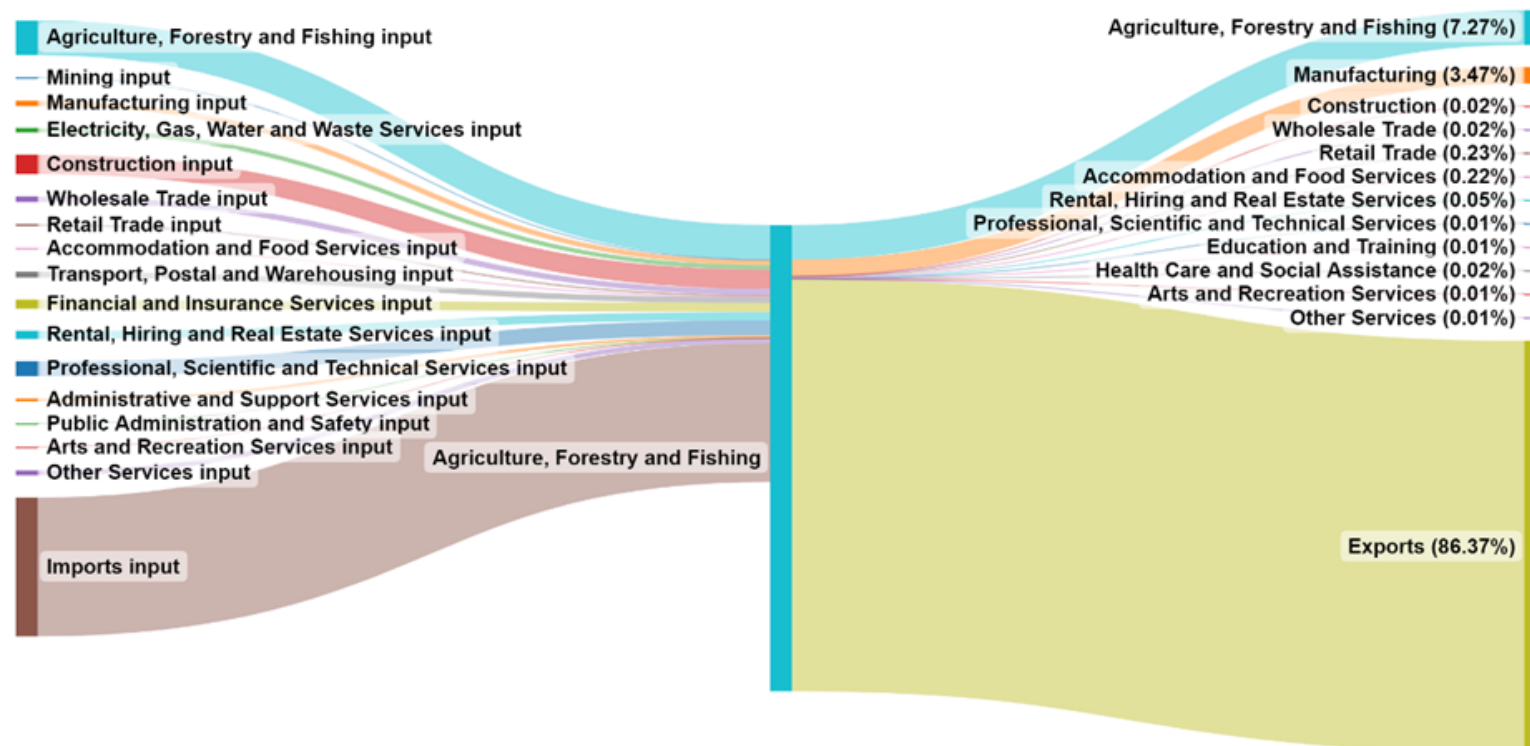 Agriculture, Forestry and Fishing input
Mining input
Manufacturing input
Electricity, Gas, Water and Waste Services input
Construction input
Wholesale Trade input
Retail Trade input
Accommodation and Food Services input
Transport, Postal and Warehousing input
Financial and Insurance Services input
Rental, Hiring and Real Estate Services input
Professional, Scientific and Technical Services input
Administrative and Support Services input
Public Administration and Safety input
Arts and Recreation Services input
Other Services input
Imports input
Agriculture, Forestry and Fishing
Agriculture, Forestry and Fishing (7.27%)
Manufacturing (3.47%)
Construction (0.02%)
Wholesale Trade (0.02%)
Retail Trade (0.23%)
Accommodation and Food Services (0.22%)
Rental, Hiring and Real Estate Services (0.05%)
Professional, Scientific and Technical Services (0.01%)
Education and Training (0.01%)
Health Care and Social Assistance (0.02%)
Arts and Recreation Services (0.01%)
Other Services (0.01%)
Exports (86.37%)